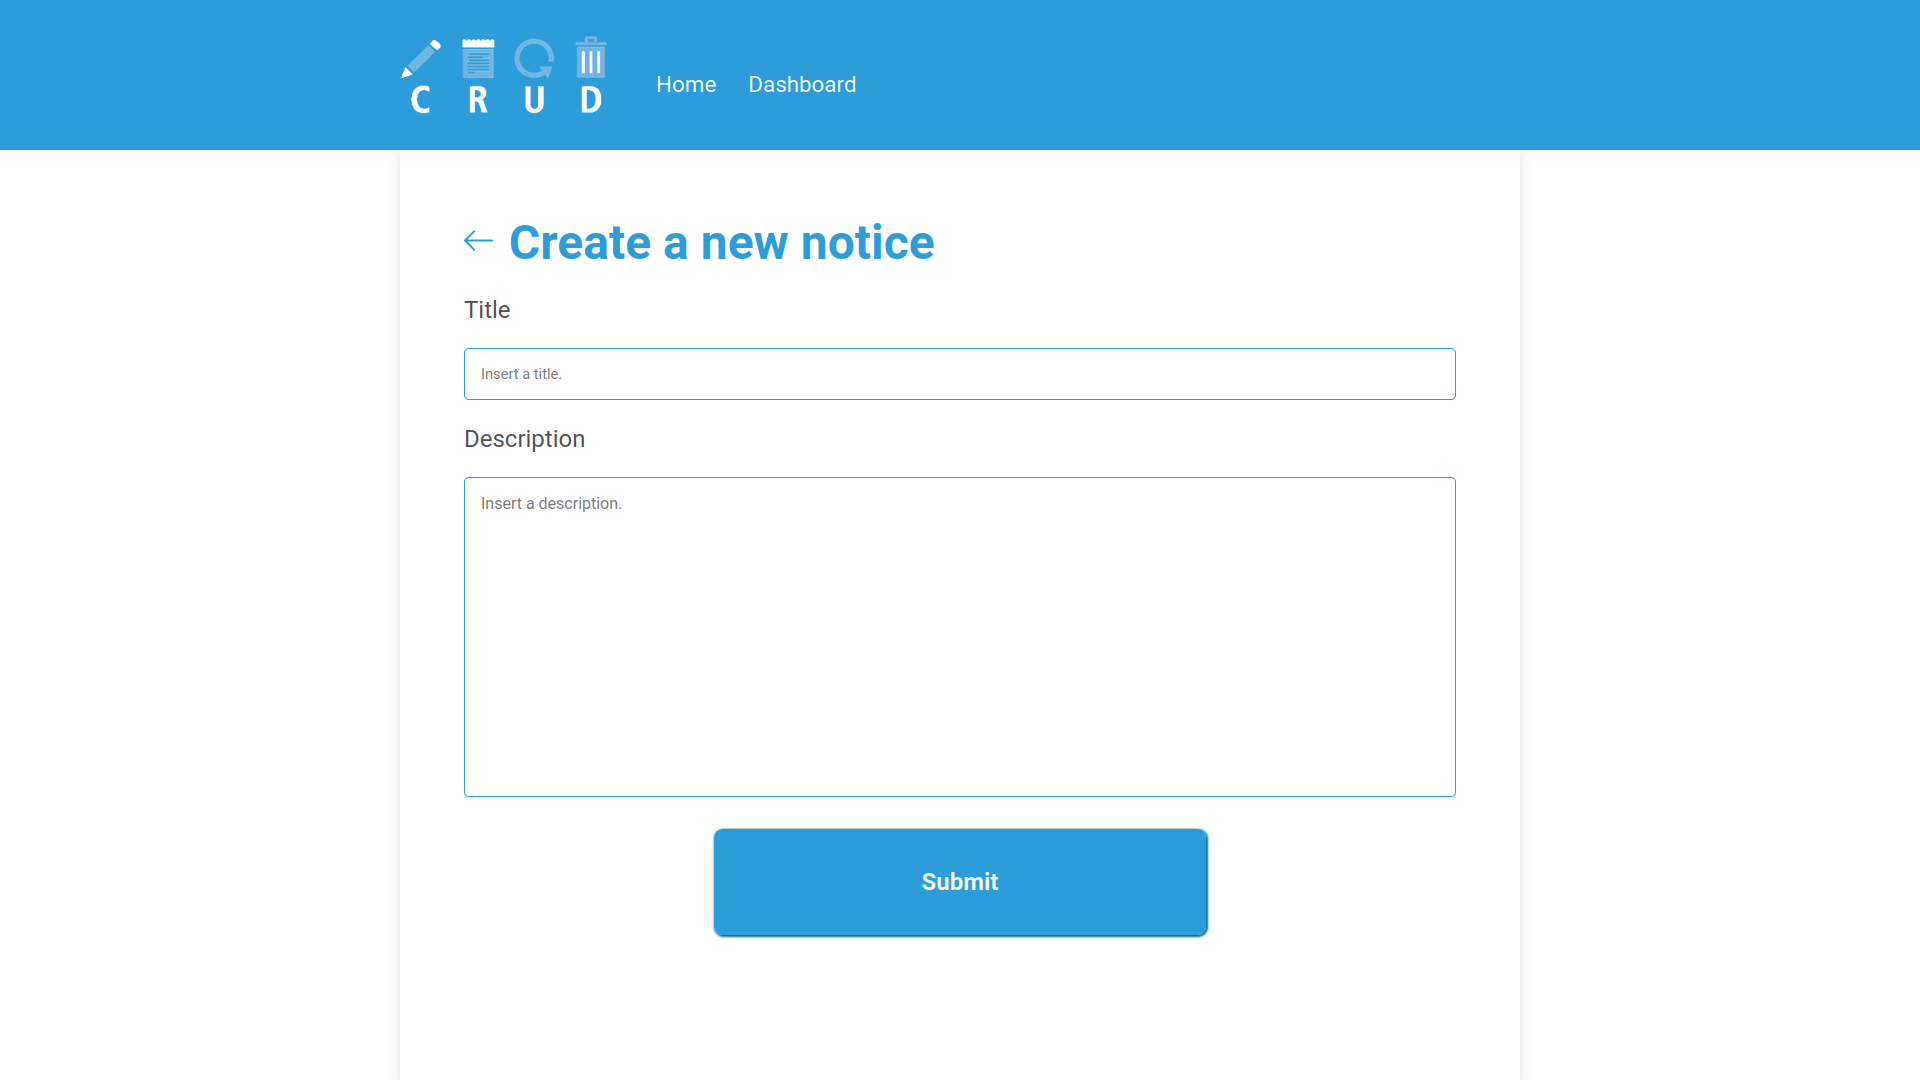 C R U D
Home Dashboard
Create a new notice
Title
Insert a title.
Description
Insert a description.
Submit